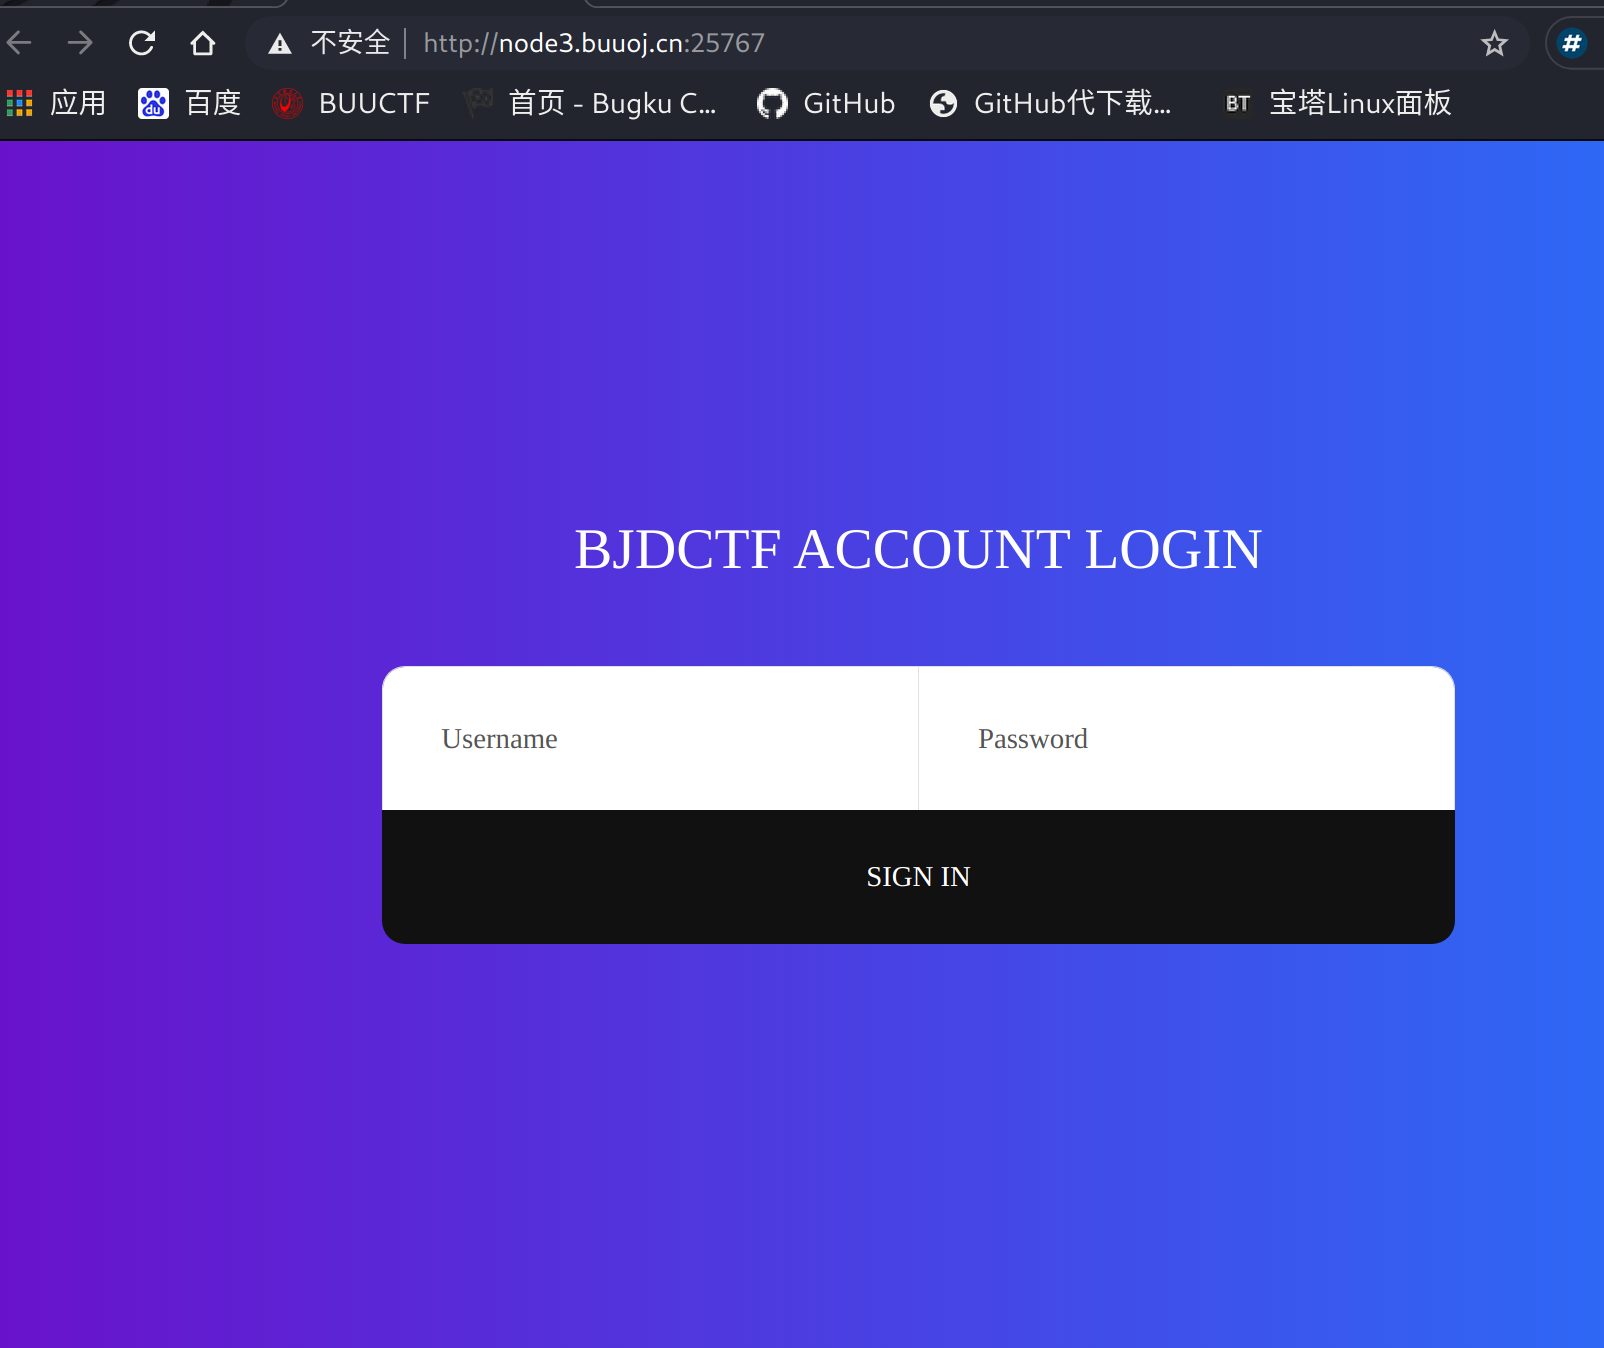 不安全 http://node3.buuoj.cn:25767 #
应用 百度 BUUCTF 首页 - Bugku C... GitHub GitHub代下载... BT 宝塔Linux面板
BJDCTF ACCOUNT LOGIN
Username Password
SIGN IN